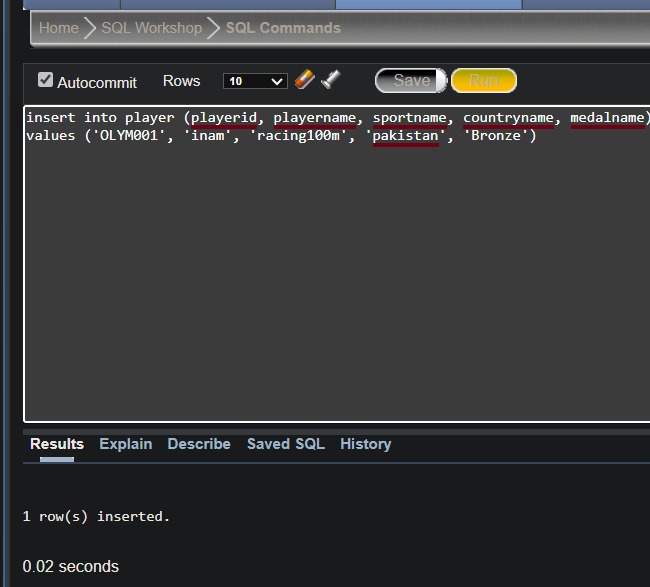 Home SQL Workshop SQL Commands
Autocommit Rows 10 Save Run
insert into player (playerid, playername, sportname, countryname, medalname)
values ('OLYM001', 'inam', 'racing100m', 'pakistan', 'Bronze')
Results Explain Describe Saved SQL History
1 row(s) inserted.
0.02 seconds